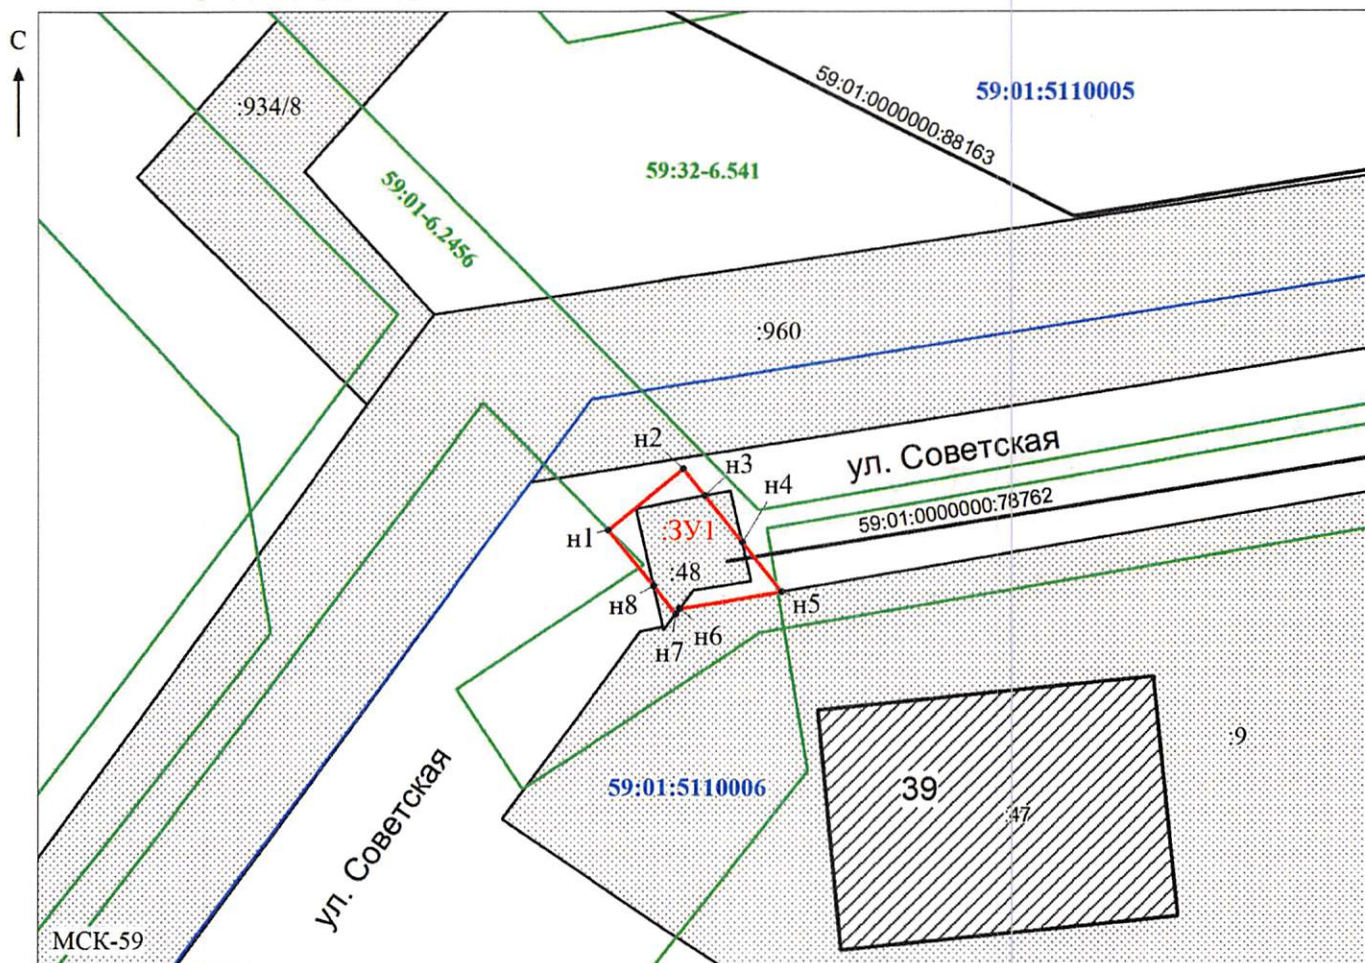 С
:934/8
59:01:0000000:88163
59:01:5110005
59:32-6.541
59:01-6.2456
:960
ул. Советская
н2
н3
н4
59:01:0000000:78762
н1
:ЗУ1
:48
н8
н5
н6
н7
:9
59:01:5110006
39
:47
ул. Советская
МСК-59